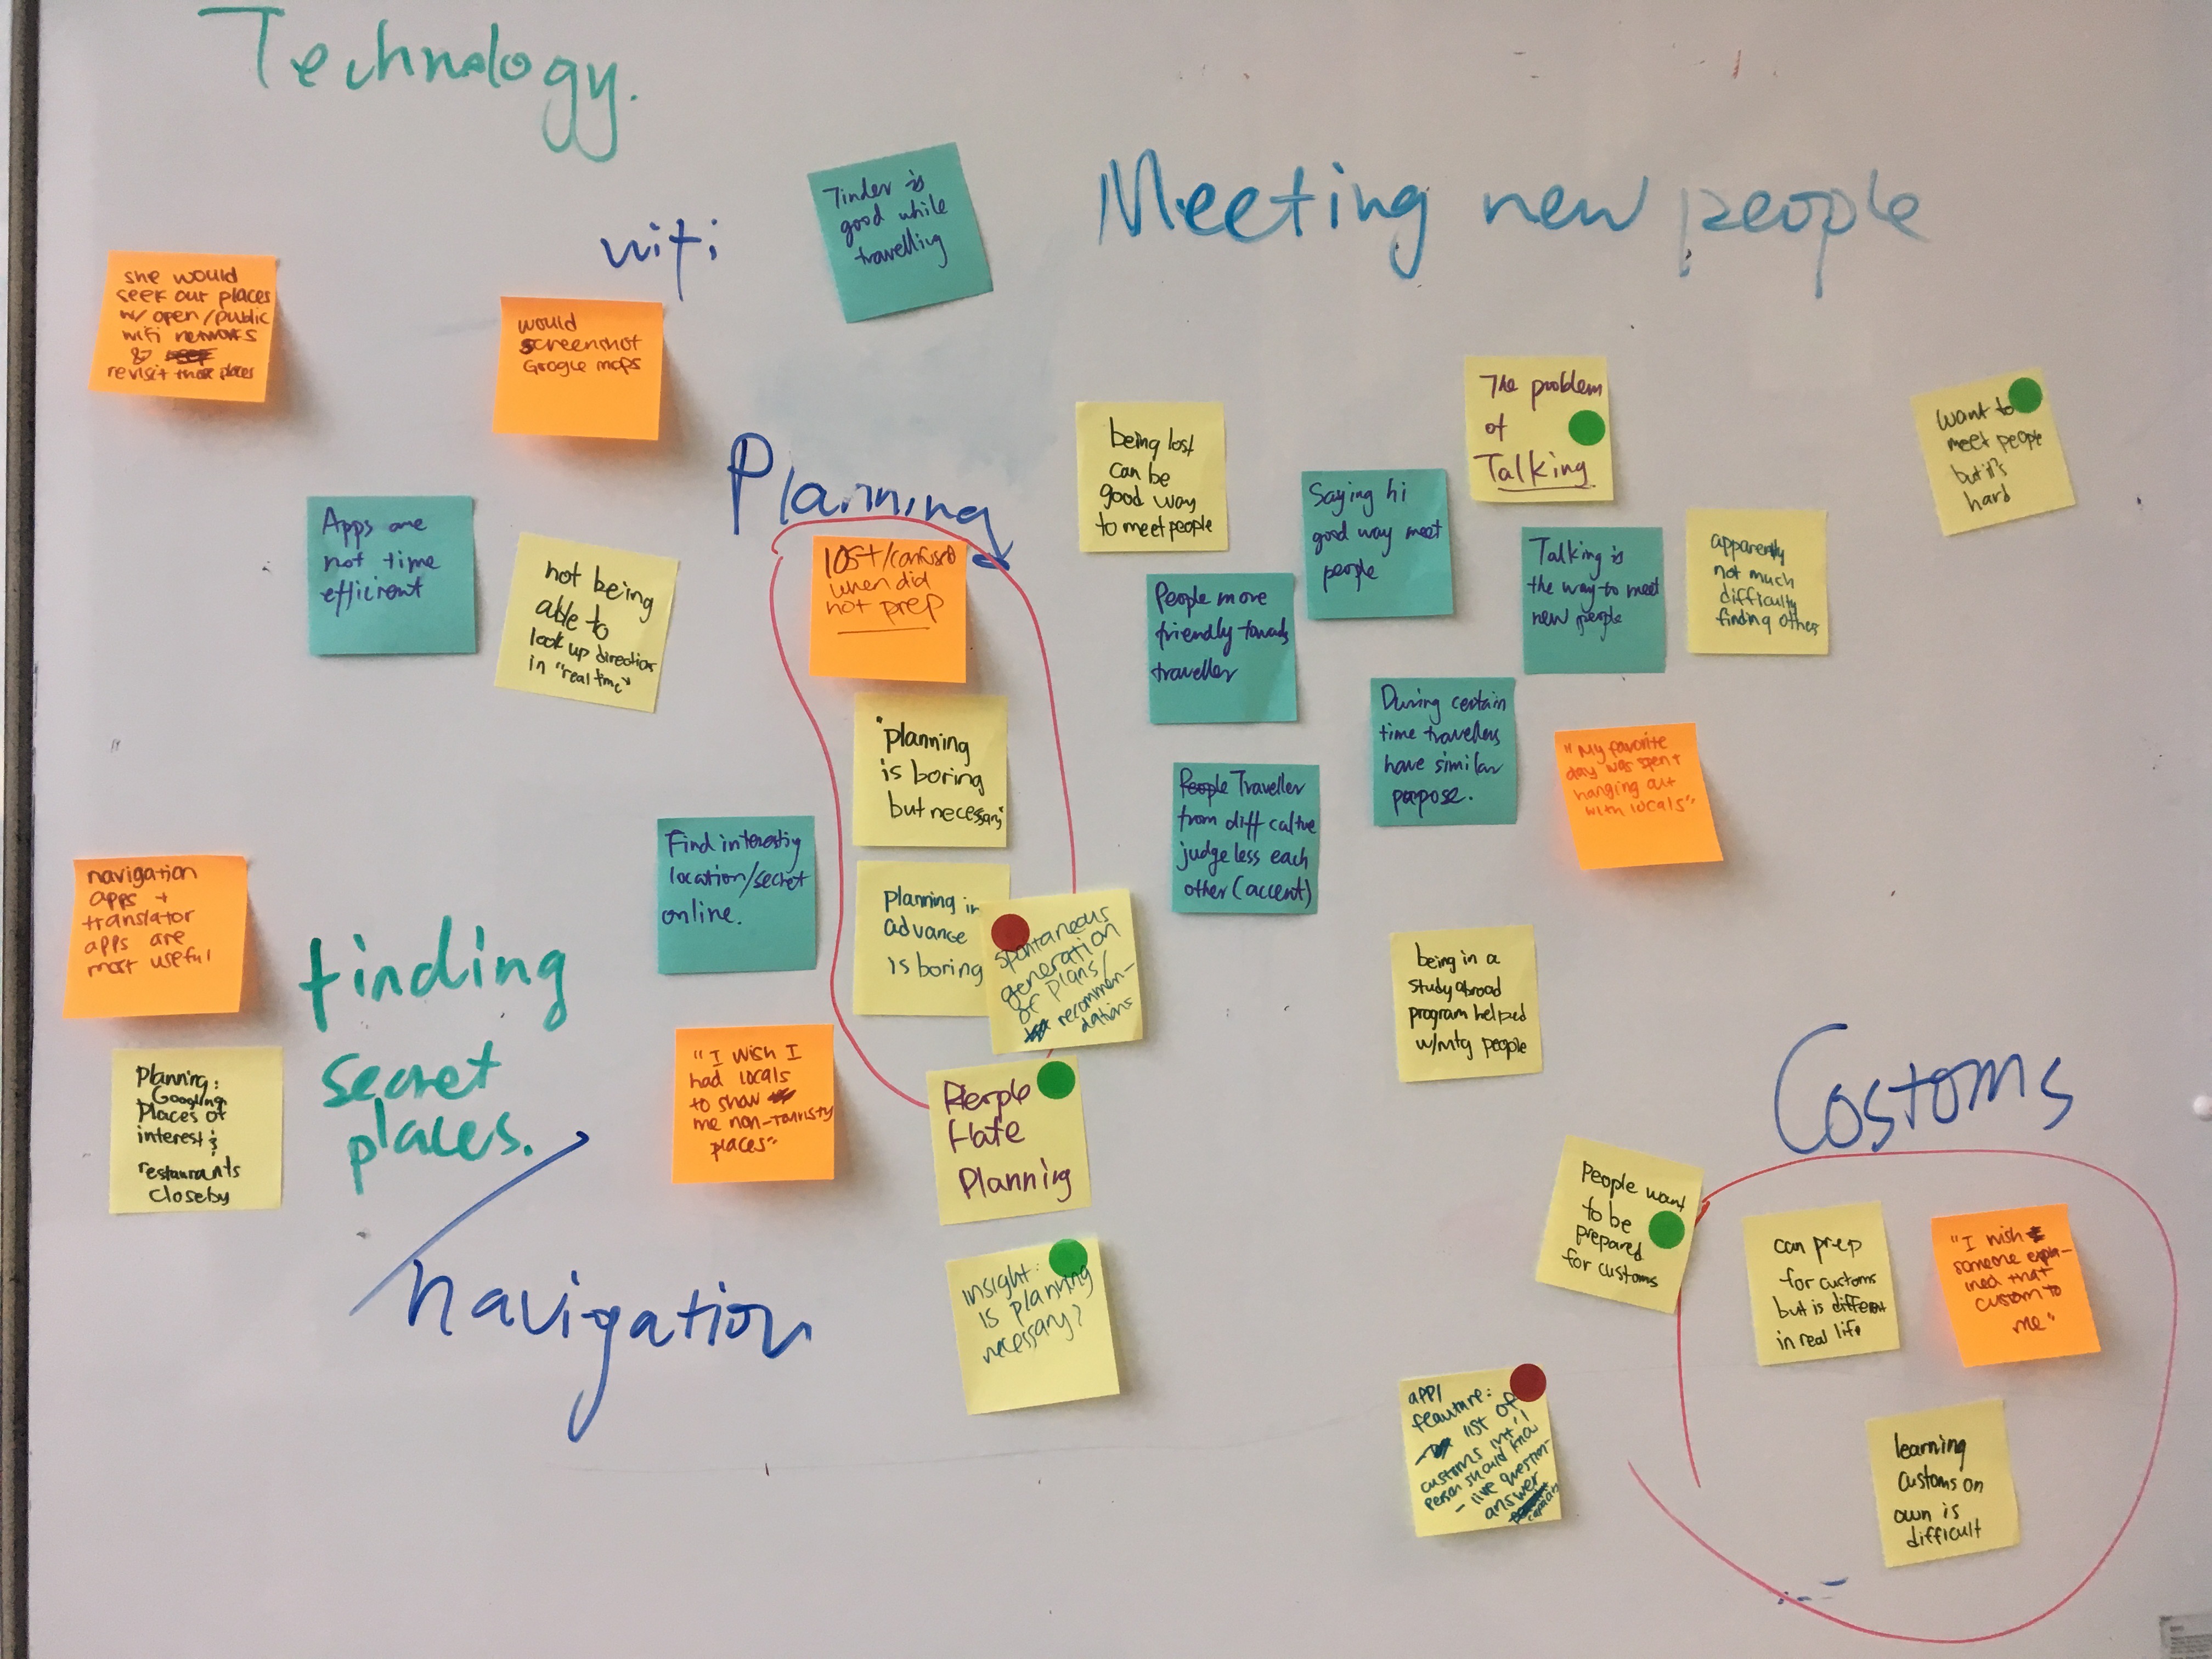 Technology.
wifi
Tinder is
good while
travelling
Meeting new people
she would
seek out places
w/ open/public
wifi networks
&
revisit those places
would
screenshot
Google maps
Apps are
not time
efficient
not being
able to
look up direction
in "real time"
Planning
lost/confused
when did
not prep
"planning
is boring
but necessary"
planning in
advance
is boring
spontaneous
generation
of plans/
recommen-
dations
People
Hate
Planning
insight:
is planning
necessary?
being lost
can be
good way
to meet people
The problem
of
Talking
want to
meet people
but it's
hard
Saying hi
good way meet
people
Talking is
the way to meet
new people
apparently
not much
difficulty
finding others
People more
friendly towards
traveller
During certain
time travellers
have similar
purpose.
"My favorite
day was spent
hanging out
with locals"
People Traveller
from diff caltue
judge less each
other (accent)
being in a
study abroad
program helped
w/mtg people
Find interestiy
location/secret
online.
navigation
apps +
translator
apps are
most useful
finding
secret
places.
Planning:
Googling
Places of
interest &
restaurants
closeby
"I wish I
had locals
to show
me non-touristy
places"
navigation
Costoms
People want
to be
prepared
for customs
can prep
for customs
but is different
in real life
"I wish
someone expla-
ined that
custom to
me"
learning
customs on
own is
difficult
app/
feauture:
- list of
customs int'l
person should know
- live question-
answer